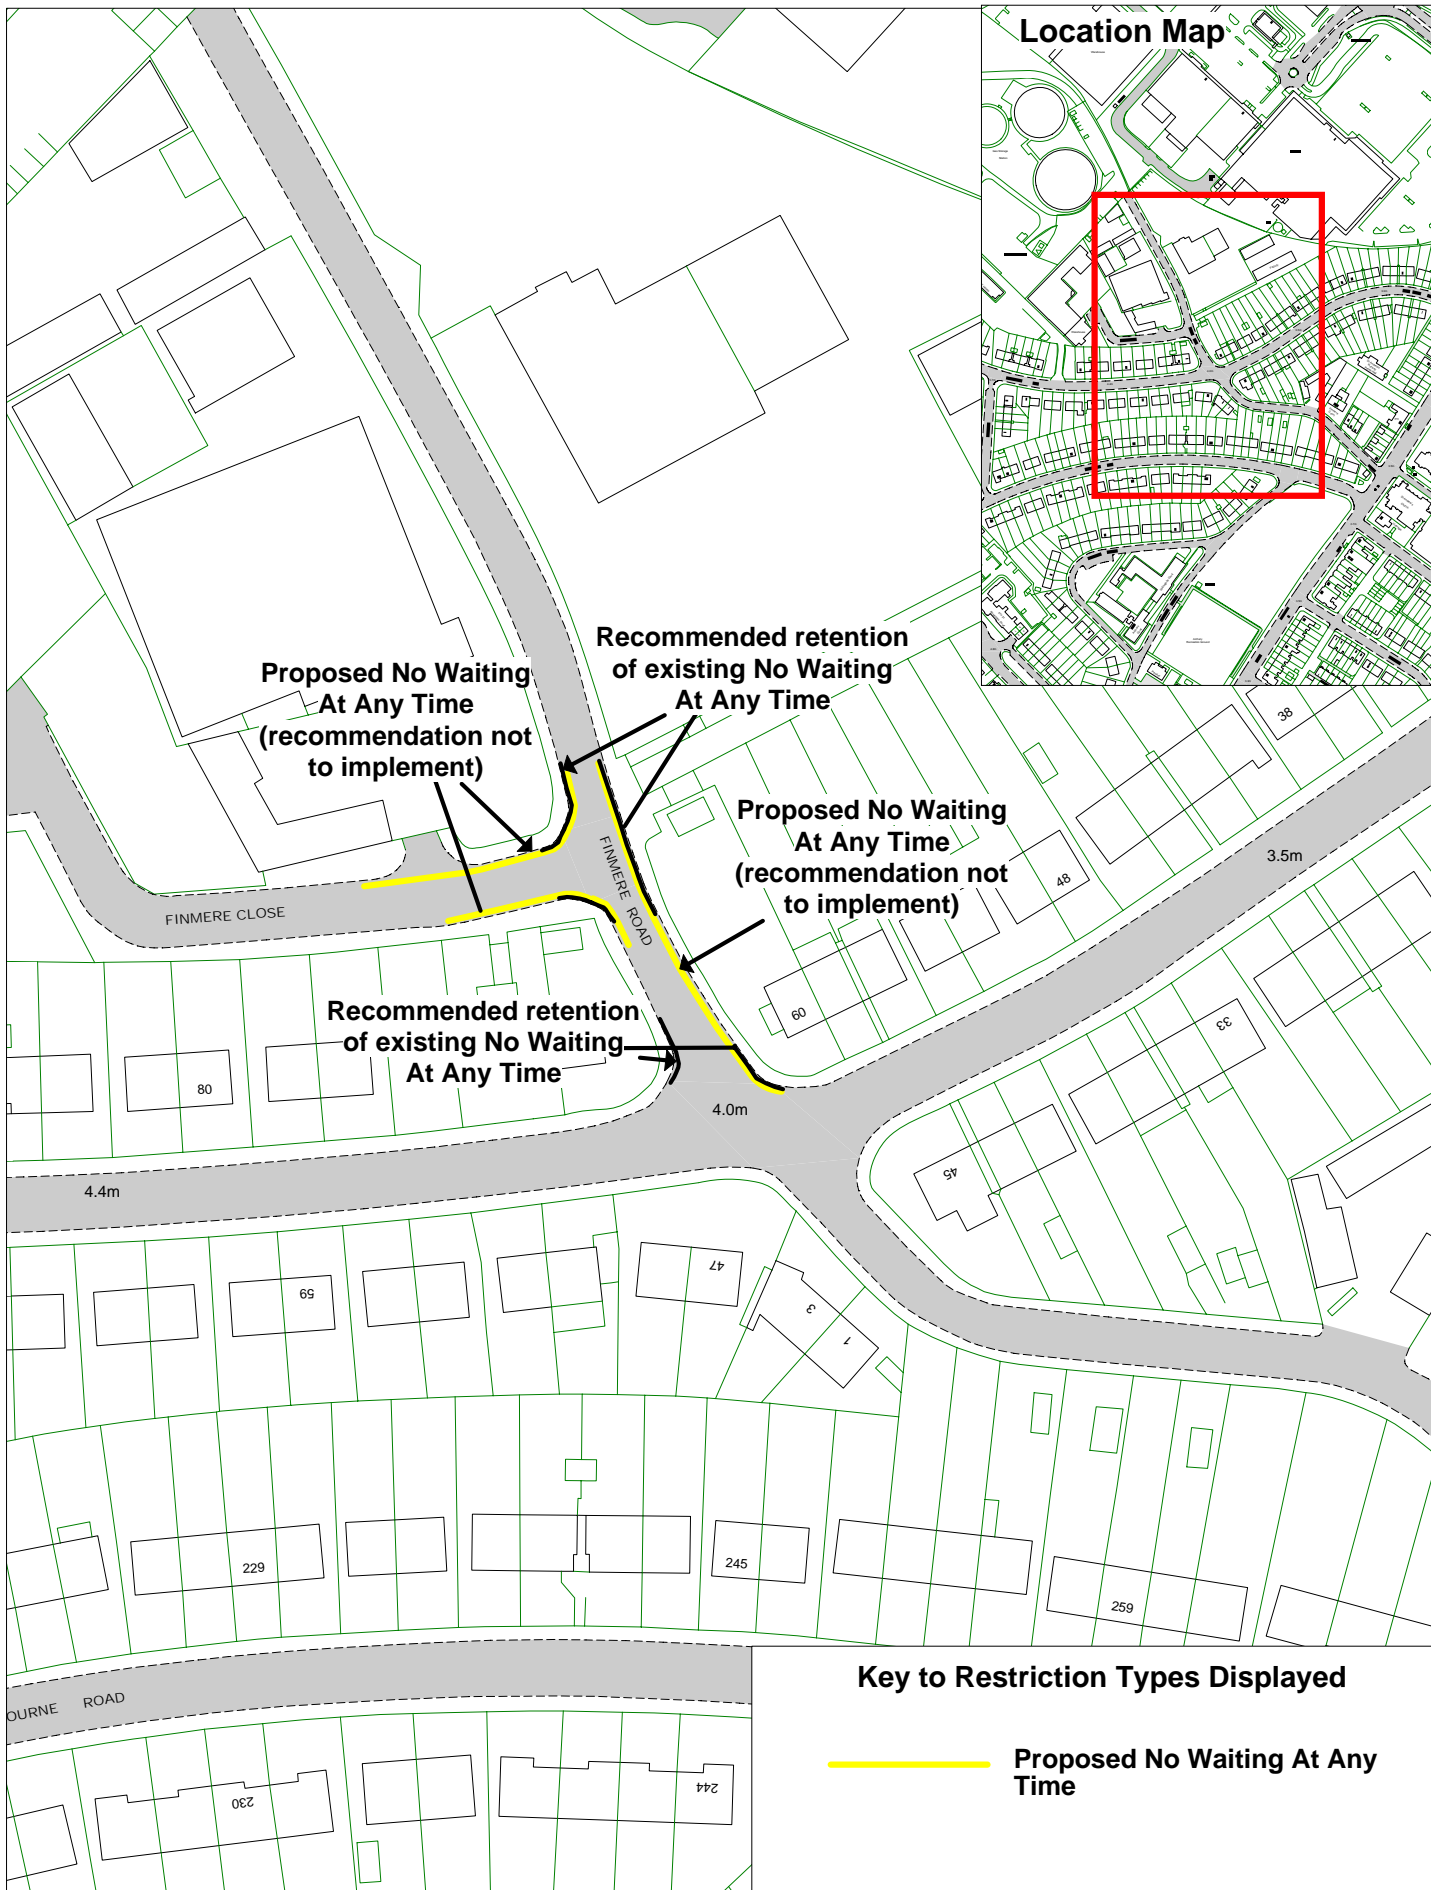 Location Map
Recommended retention
of existing No Waiting
At Any Time
Proposed No Waiting
At Any Time
(recommendation not
to implement)
38
Proposed No Waiting
At Any Time
(recommendation not
to implement)
3.5m
48
FINMERE ROAD
FINMERE CLOSE
60
33
Recommended retention
of existing No Waiting
At Any Time
80
4.0m
45
4.4m
47
59
3
1
229
245
259
OURNE ROAD
230
244
Key to Restriction Types Displayed
Proposed No Waiting At Any
Time